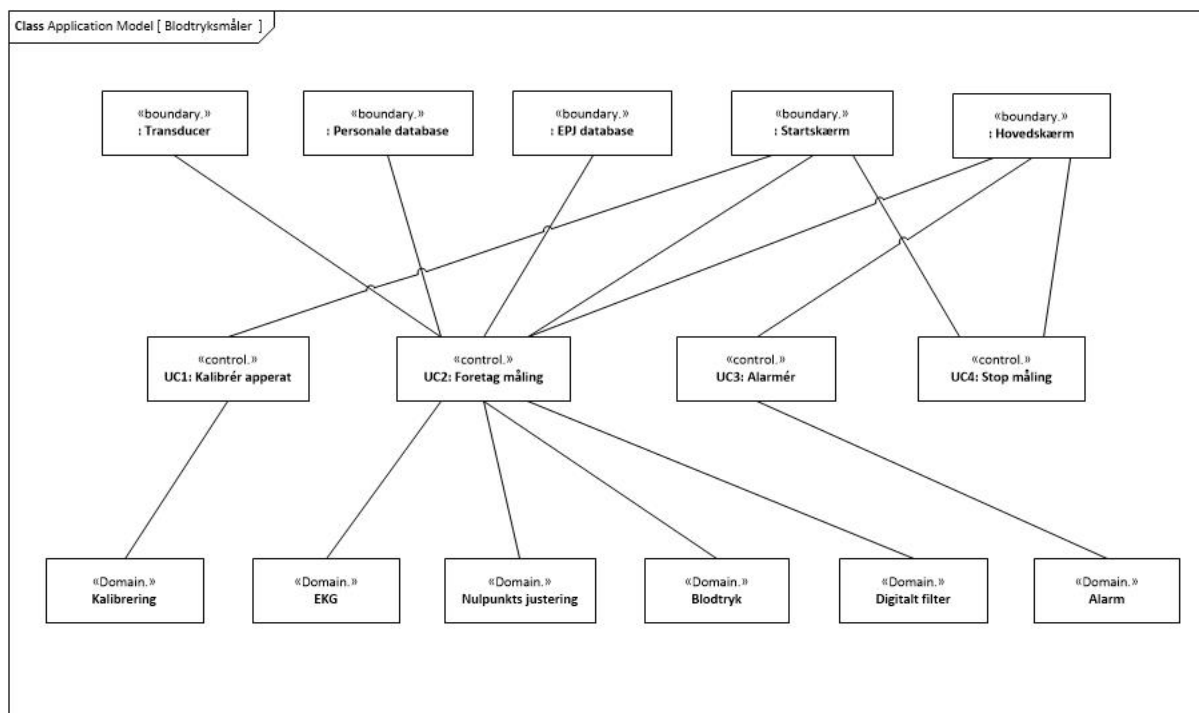 Class Application Model [ Blodtryksmåler ]
«boundary.»
: Transducer
«boundary.»
: Personale database
«boundary.»
: EPJ database
«boundary.»
: Startskærm
«boundary.»
: Hovedskærm
«control.»
UC1: Kalibrér apperat
«control.»
UC2: Foretag måling
«control.»
UC3: Alarmér
«control.»
UC4: Stop måling
«Domain.»
Kalibrering
«Domain.»
EKG
«Domain.»
Nulpunkts justering
«Domain.»
Blodtryk
«Domain.»
Digitalt filter
«Domain.»
Alarm